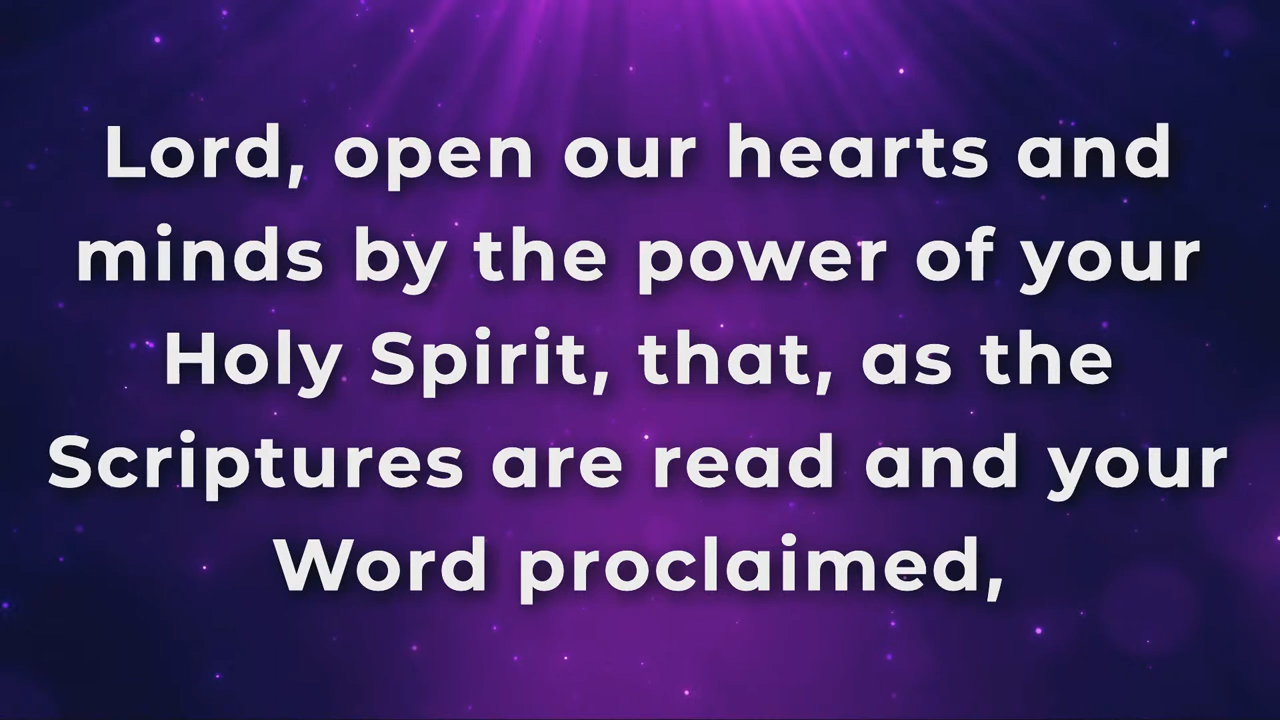 Lord, open our hearts and
minds by the power of your
Holy Spirit, that, as the
Scriptures are read and your
Word proclaimed,